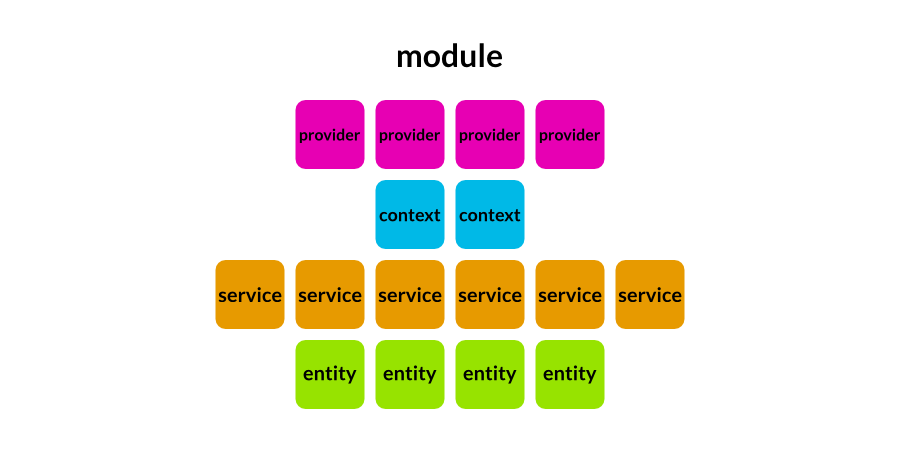 module
provider provider provider provider
context context
service service service service service service
entity entity entity entity